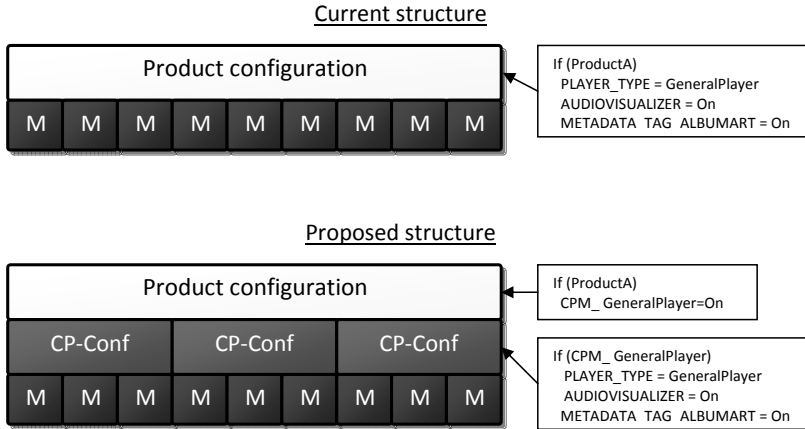 Current structure
Product configuration
M M M M M M M M M
If (ProductA)
PLAYER_TYPE = GeneralPlayer
AUDIOVISUALIZER = On
METADATA TAG ALBUMART = On
Proposed structure
Product configuration
CP-Conf CP-Conf CP-Conf
M M M M M M M M M
If (ProductA)
CPM_ GeneralPlayer=On
If (CPM_ GeneralPlayer)
PLAYER_TYPE = GeneralPlayer
AUDIOVISUALIZER = On
METADATA TAG ALBUMART = On